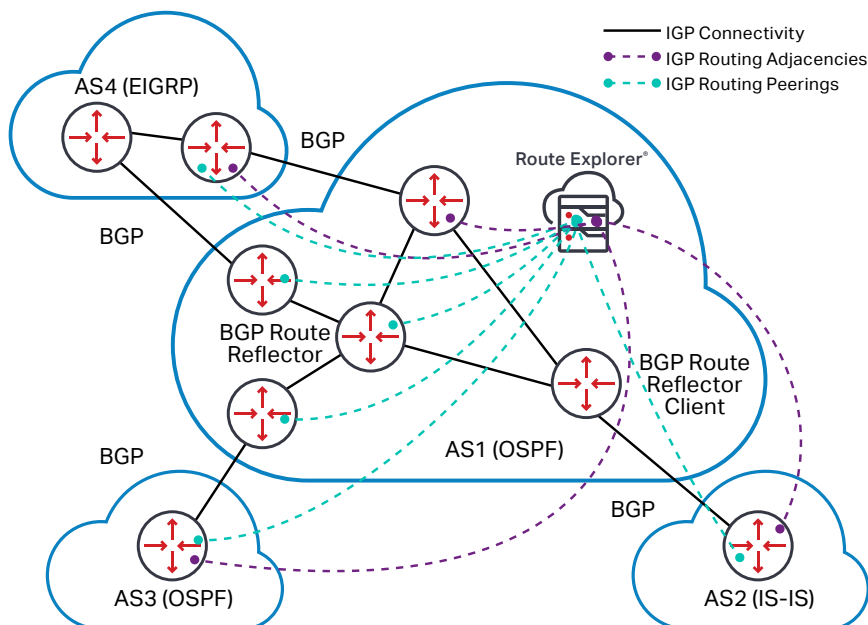 IGP Connectivity
IGP Routing Adjacencies
IGP Routing Peerings
AS4 (EIGRP)
BGP
Route Explorer®
BGP
BGP Route
Reflector
BGP Route
Reflector
Client
AS1 (OSPF)
BGP
BGP
AS3 (OSPF)
AS2 (IS-IS)